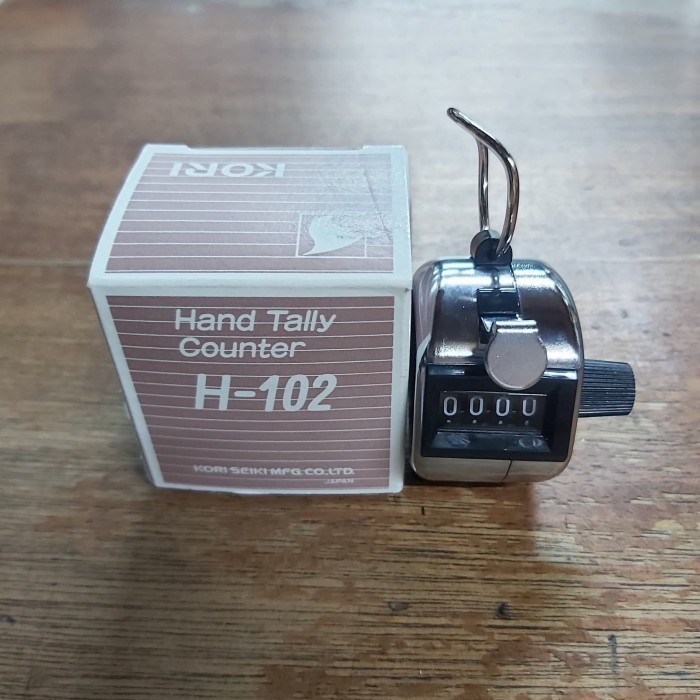 KORI
Hand Tally
Counter
H-102
KORI SEIKI MFG.CO.LTD.
JAPAN
0000